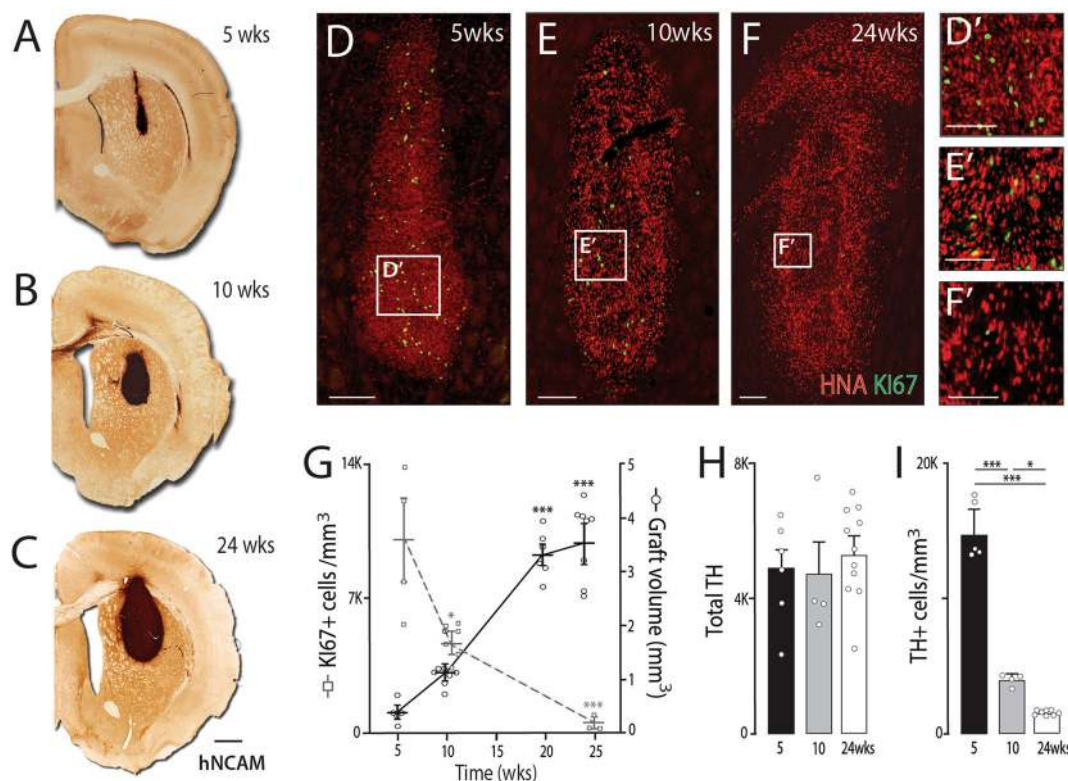 A
5 wks
B
10 wks
C
24 wks
hNCAM
D
5wks
D'
E
10wks
E'
F
24wks
F'
HNA KI67
D'
E'
F'
G
14K
7K
0
KI67+ cells /mm³
5
4
3
2
1
0
Graft volume (mm³)
***
***
*
***
5
10
20
25
Time (wks)
H
8K
4K
0
Total TH
5
10
24wks
I
20K
0
TH+ cells/mm³
***
*
***
5
10
24wks